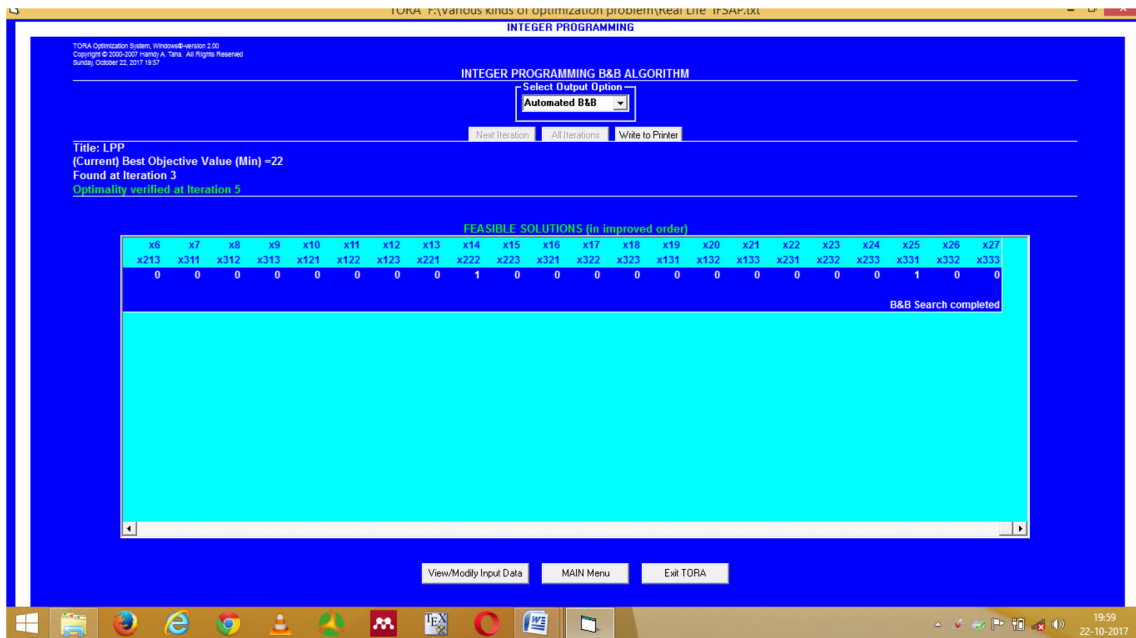 TORA F:\Various kinds of optimization problem\Real Life IFSAP.txt
INTEGER PROGRAMMING
TORA Optimization System, Windows®-version 2.00
Copyright © 2000-2007 Hamdy A. Taha. All Rights Reserved
Sunday, October 22, 2017 19:57
INTEGER PROGRAMMING B&B ALGORITHM
Select Output Option
Automated B&B
Next Iteration All Iterations Write to Printer
Title: LPP
(Current) Best Objective Value (Min) =22
Found at Iteration 3
Optimality verified at Iteration 5
FEASIBLE SOLUTIONS (in improved order)
x6 x7 x8 x9 x10 x11 x12 x13 x14 x15 x16 x17 x18 x19 x20 x21 x22 x23 x24 x25 x26 x27
x213 x311 x312 x313 x121 x122 x123 x221 x222 x223 x321 x322 x323 x131 x132 x133 x231 x232 x233 x331 x332 x333
0 0 0 0 0 0 0 0 1 0 0 0 0 0 0 0 0 0 0 1 0 0
B&B Search completed
View/Modify Input Data MAIN Menu Exit TORA
19:59
22-10-2017